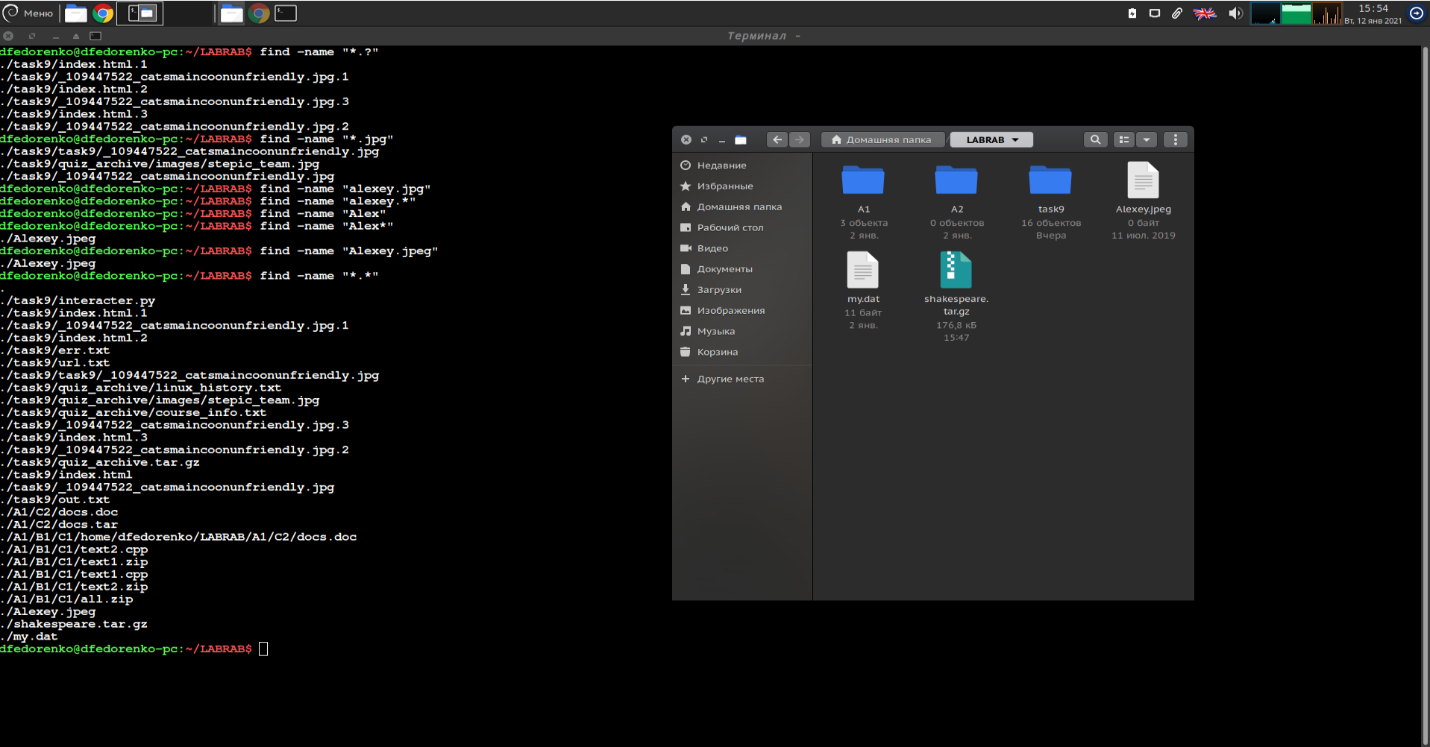 Меню
15:54
Вт, 12 янв 2021
Терминал -
dfedorenko@dfedorenko-pc:~/LABRAB$ find -name "*.?"
./task9/index.html.1
./task9/_109447522_catsmaincoonunfriendly.jpg.1
./task9/index.html.2
./task9/_109447522_catsmaincoonunfriendly.jpg.3
./task9/index.html.3
./task9/_109447522_catsmaincoonunfriendly.jpg.2
dfedorenko@dfedorenko-pc:~/LABRAB$ find -name "*.jpg"
./task9/task9/_109447522_catsmaincoonunfriendly.jpg
./task9/quiz_archive/images/stepic_team.jpg
./task9/_109447522_catsmaincoonunfriendly.jpg
dfedorenko@dfedorenko-pc:~/LABRAB$ find -name "alexey.jpg"
dfedorenko@dfedorenko-pc:~/LABRAB$ find -name "alexey.*"
dfedorenko@dfedorenko-pc:~/LABRAB$ find -name "Alex"
dfedorenko@dfedorenko-pc:~/LABRAB$ find -name "Alex*"
./Alexey.jpeg
dfedorenko@dfedorenko-pc:~/LABRAB$ find -name "Alexey.jpeg"
./Alexey.jpeg
dfedorenko@dfedorenko-pc:~/LABRAB$ find -name "*.*"
.
./task9/interacter.py
./task9/index.html.1
./task9/_109447522_catsmaincoonunfriendly.jpg.1
./task9/index.html.2
./task9/err.txt
./task9/url.txt
./task9/task9/_109447522_catsmaincoonunfriendly.jpg
./task9/quiz_archive/linux_history.txt
./task9/quiz_archive/images/stepic_team.jpg
./task9/quiz_archive/course_info.txt
./task9/_109447522_catsmaincoonunfriendly.jpg.3
./task9/index.html.3
./task9/_109447522_catsmaincoonunfriendly.jpg.2
./task9/quiz_archive.tar.gz
./task9/index.html
./task9/_109447522_catsmaincoonunfriendly.jpg
./task9/out.txt
./A1/C2/docs.doc
./A1/C2/docs.tar
./A1/B1/C1/home/dfedorenko/LABRAB/A1/C2/docs.doc
./A1/B1/C1/text2.cpp
./A1/B1/C1/text1.zip
./A1/B1/C1/text1.cpp
./A1/B1/C1/text2.zip
./A1/B1/C1/all.zip
./Alexey.jpeg
./shakespeare.tar.gz
./my.dat
dfedorenko@dfedorenko-pc:~/LABRAB$
Домашняя папка
LABRAB
Недавние
Избранные
Домашняя папка
Рабочий стол
Видео
Документы
Загрузки
Изображения
Музыка
Корзина
Другие места
A1
3 объекта
2 янв.
A2
0 объектов
2 янв.
task9
16 объектов
Вчера
Alexey.jpeg
0 байт
11 июл. 2019
my.dat
11 байт
2 янв.
shakespeare.
tar.gz
176,8 кБ
15:47